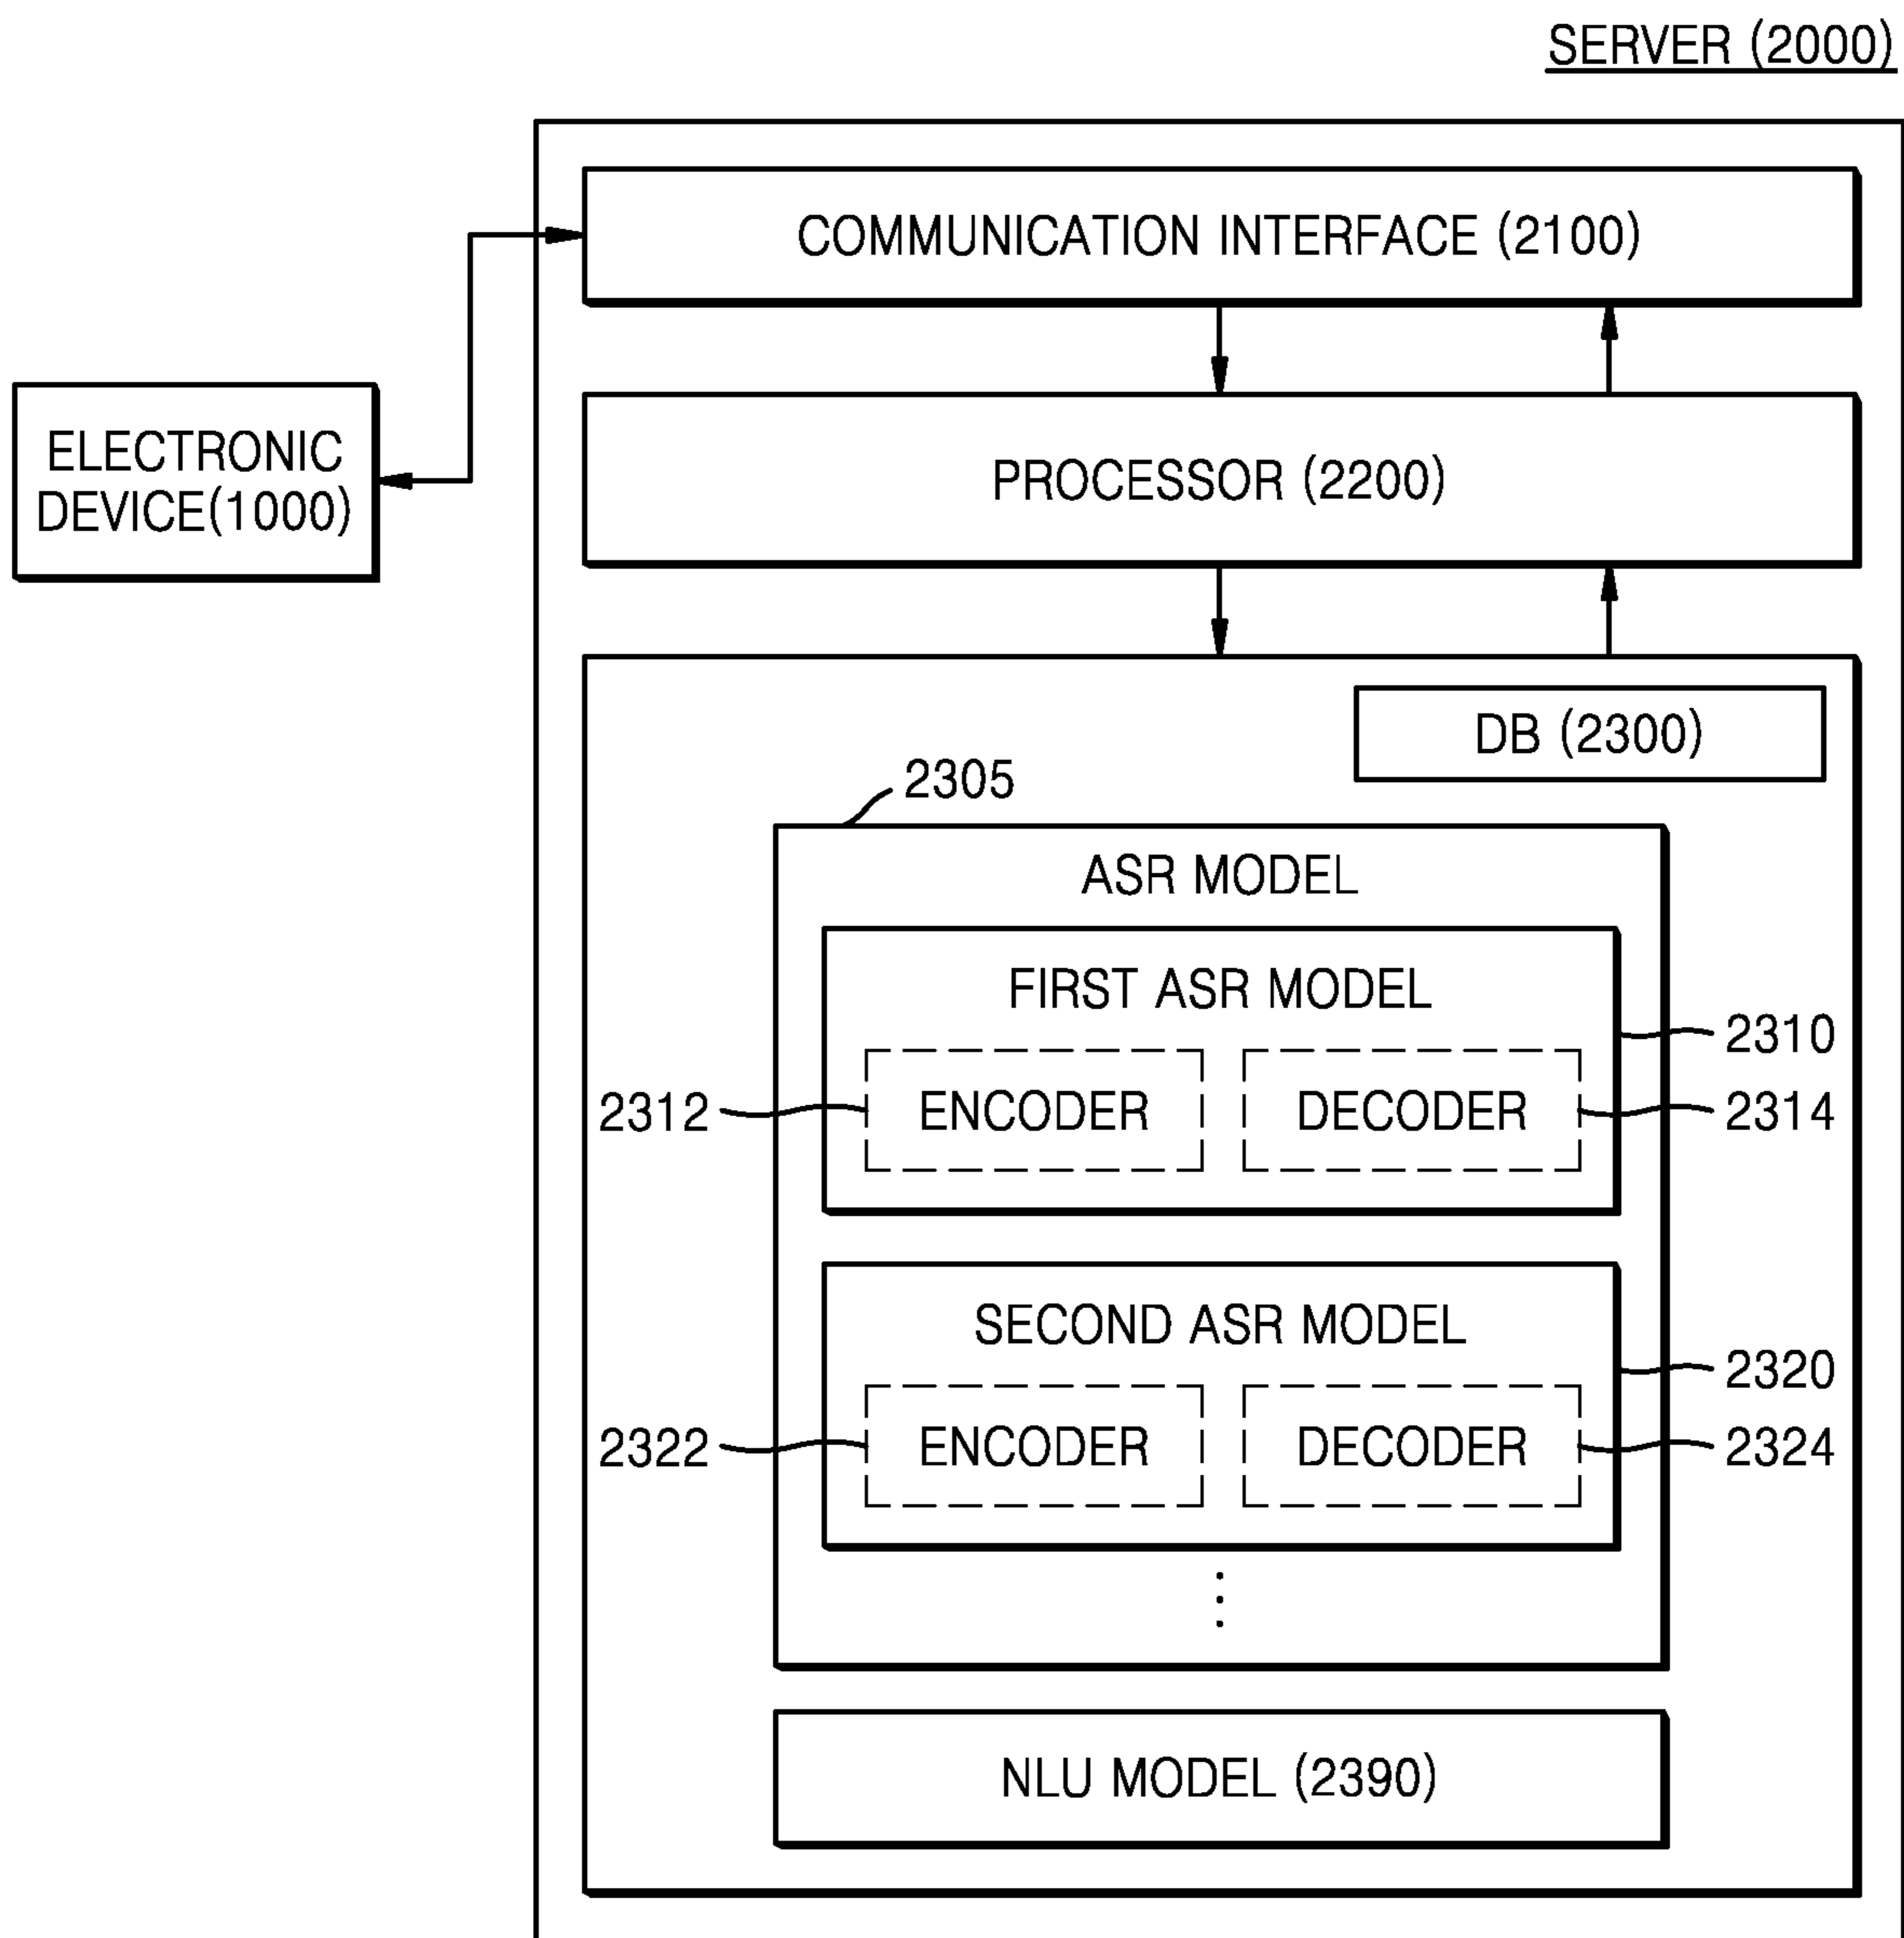 SERVER (2000)
COMMUNICATION INTERFACE (2100)
ELECTRONIC
DEVICE(1000)
PROCESSOR (2200)
DB (2300)
2305
ASR MODEL
FIRST ASR MODEL
2310
2312
ENCODER
DECODER
2314
SECOND ASR MODEL
2320
2322
ENCODER
DECODER
2324
NLU MODEL (2390)